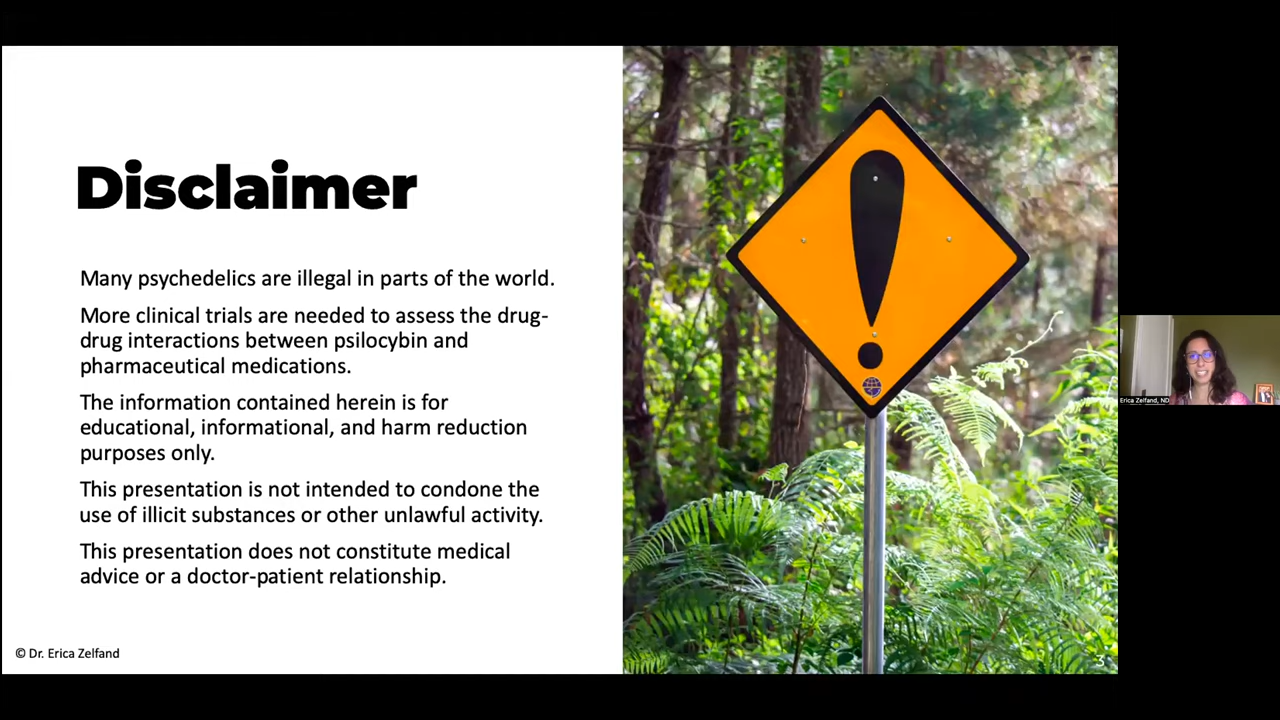 Disclaimer
Many psychedelics are illegal in parts of the world.
More clinical trials are needed to assess the drug-
drug interactions between psilocybin and
pharmaceutical medications.
The information contained herein is for
educational, informational, and harm reduction
purposes only.
This presentation is not intended to condone the
use of illicit substances or other unlawful activity.
This presentation does not constitute medical
advice or a doctor-patient relationship.
© Dr. Erica Zelfand
3
Erica Zelfand, ND